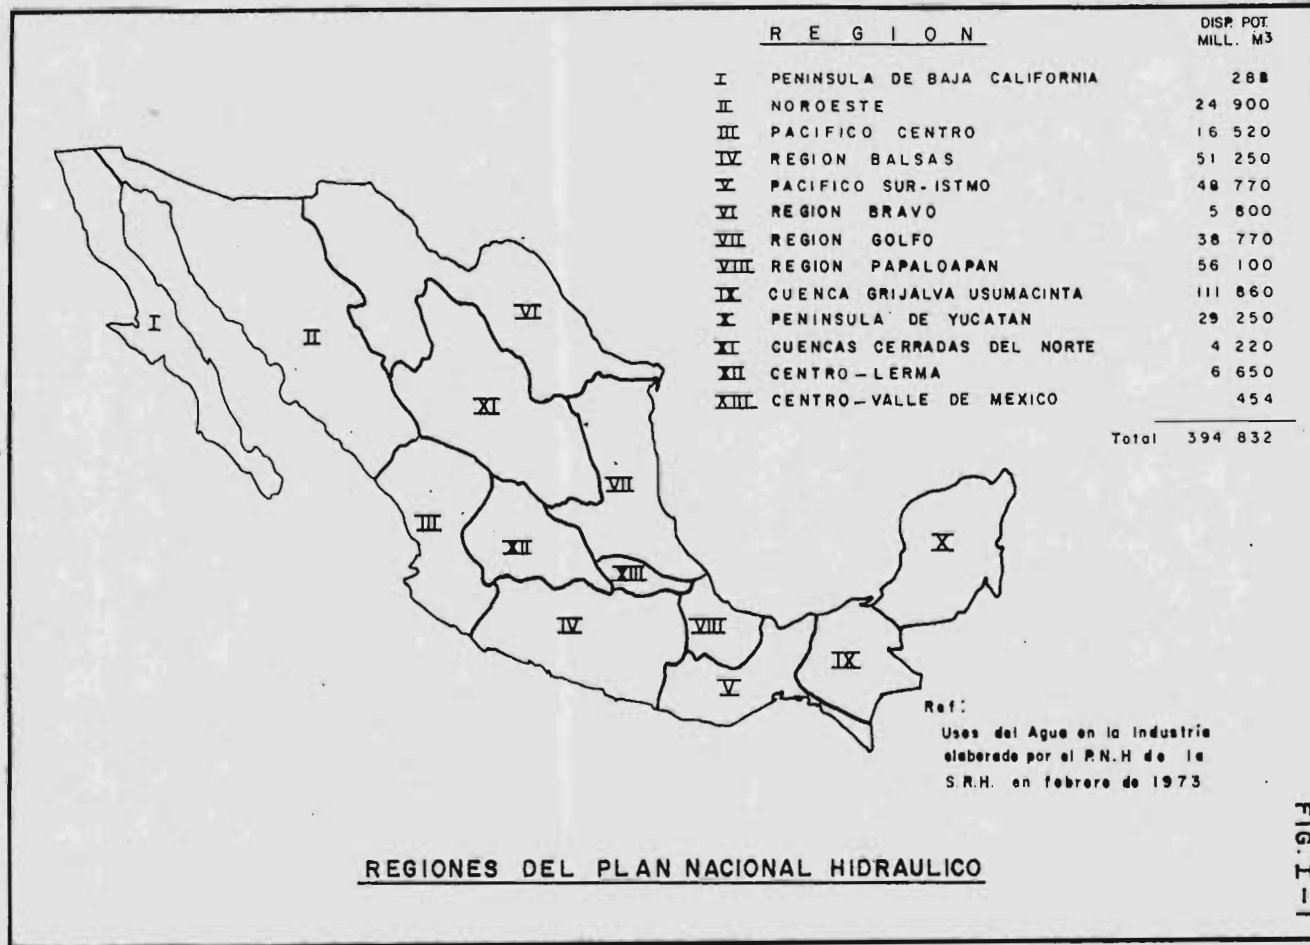 R E G I O N
DISP. POT.
MILL. M³
I PENINSULA DE BAJA CALIFORNIA 288
II NOROESTE 24 900
III PACIFICO CENTRO 16 520
IV REGION BALSAS 51 250
V PACIFICO SUR-ISTMO 48 770
VI REGION BRAVO 5 800
VII REGION GOLFO 38 770
VIII REGION PAPALOAPAN 56 100
IX CUENCA GRIJALVA USUMACINTA 111 860
X PENINSULA DE YUCATAN 29 250
XI CUENCAS CERRADAS DEL NORTE 4 220
XII CENTRO-LERMA 6 650
XIII CENTRO-VALLE DE MEXICO 454
Total 394 832
I
II
VI
XI
VII
III
XII
XIII
X
IV
VIII
IX
V
Ref:
Usos del Agua en la Industria
elaborado por el P.N.H de la
S.R.H. en febrero de 1973
REGIONES DEL PLAN NACIONAL HIDRAULICO
FIG. I-1